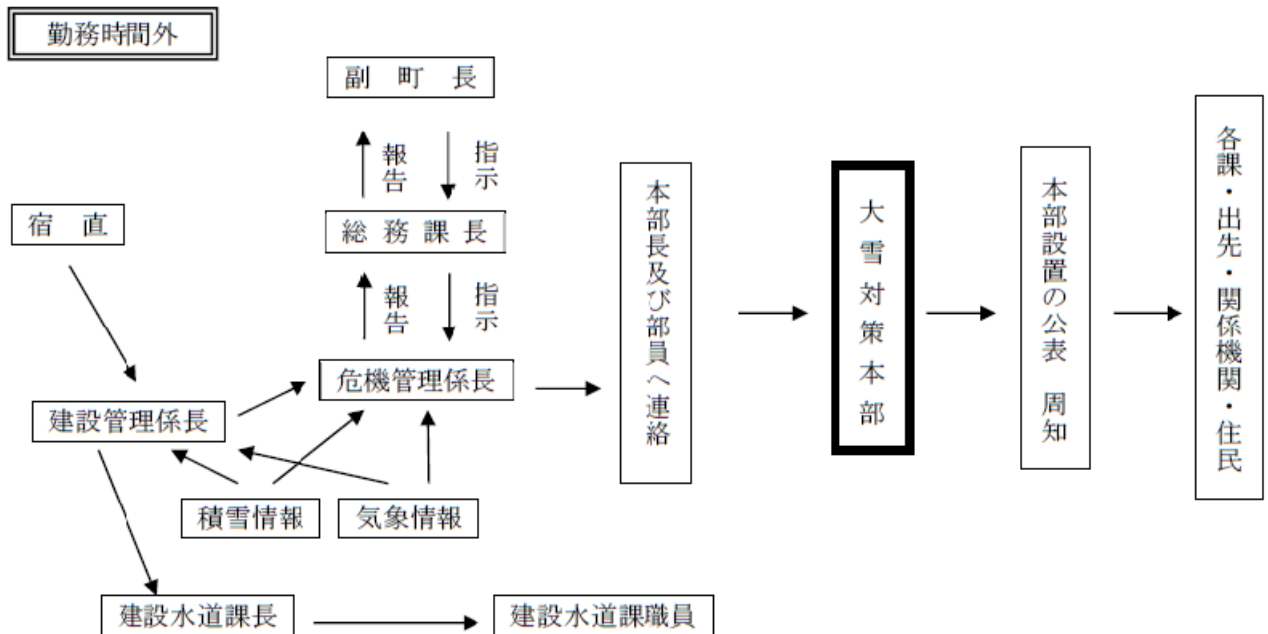 勤務時間外
副 町 長
報告
指示
宿 直
総 務 課 長
報告
指示
危機管理係長
建設管理係長
積雪情報
気象情報
建設水道課長
建設水道課職員
本部長及び部員へ連絡
大雪対策本部
本部設置の公表 周知
各課・出先・関係機関・住民